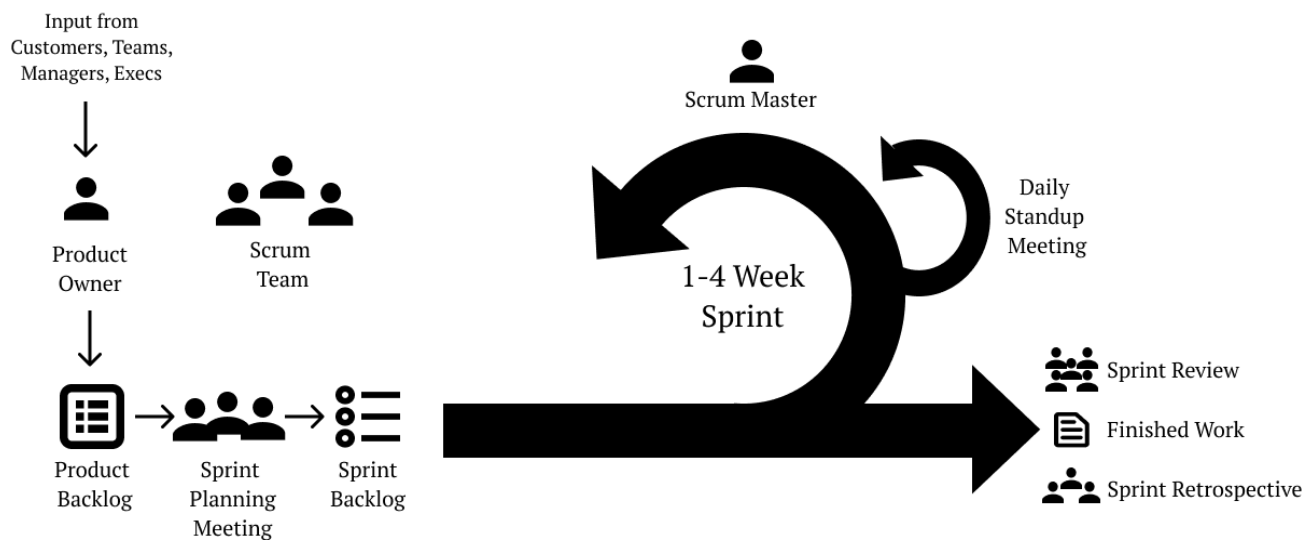 Input from
Customers, Teams,
Managers, Execs
Product
Owner
Scrum
Team
Product
Backlog
Sprint
Planning
Meeting
Sprint
Backlog
Scrum Master
1-4 Week
Sprint
Daily
Standup
Meeting
Sprint Review
Finished Work
Sprint Retrospective